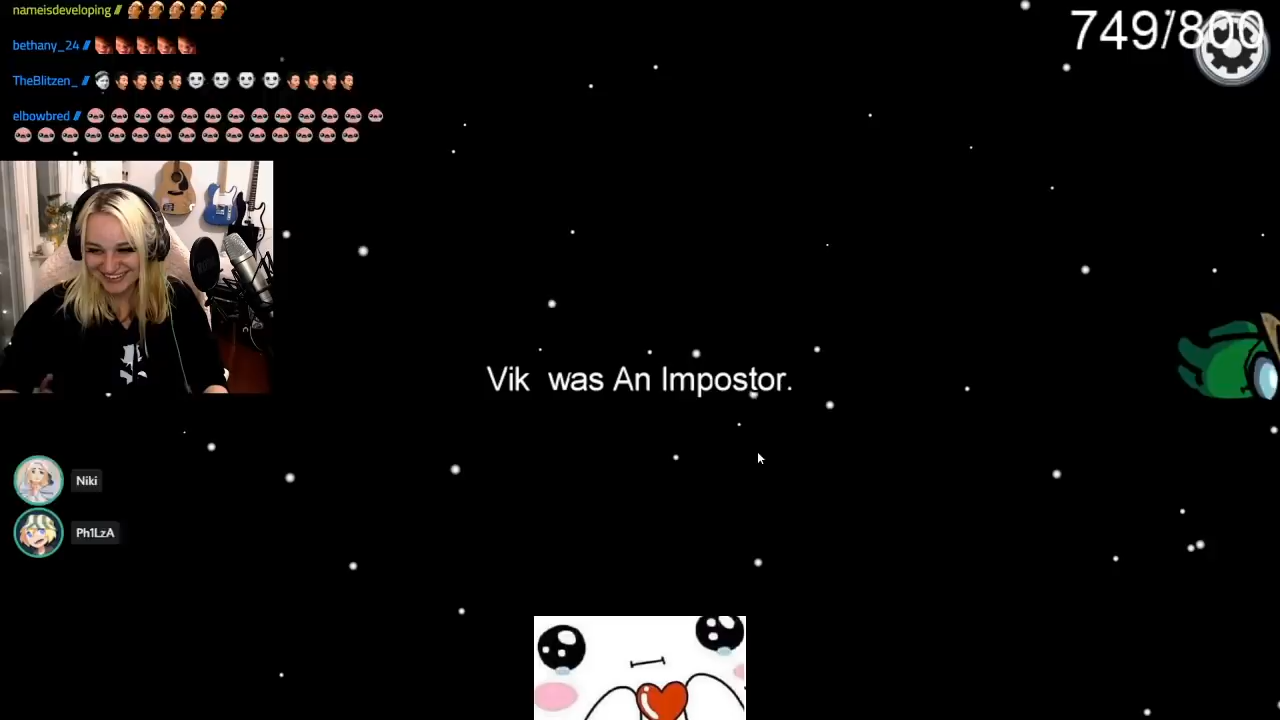 nameisdeveloping //
749/800
bethany_24 //
TheBlitzen_ //
elbowbred //
Vik was An Impostor.
Niki
Ph1LzA